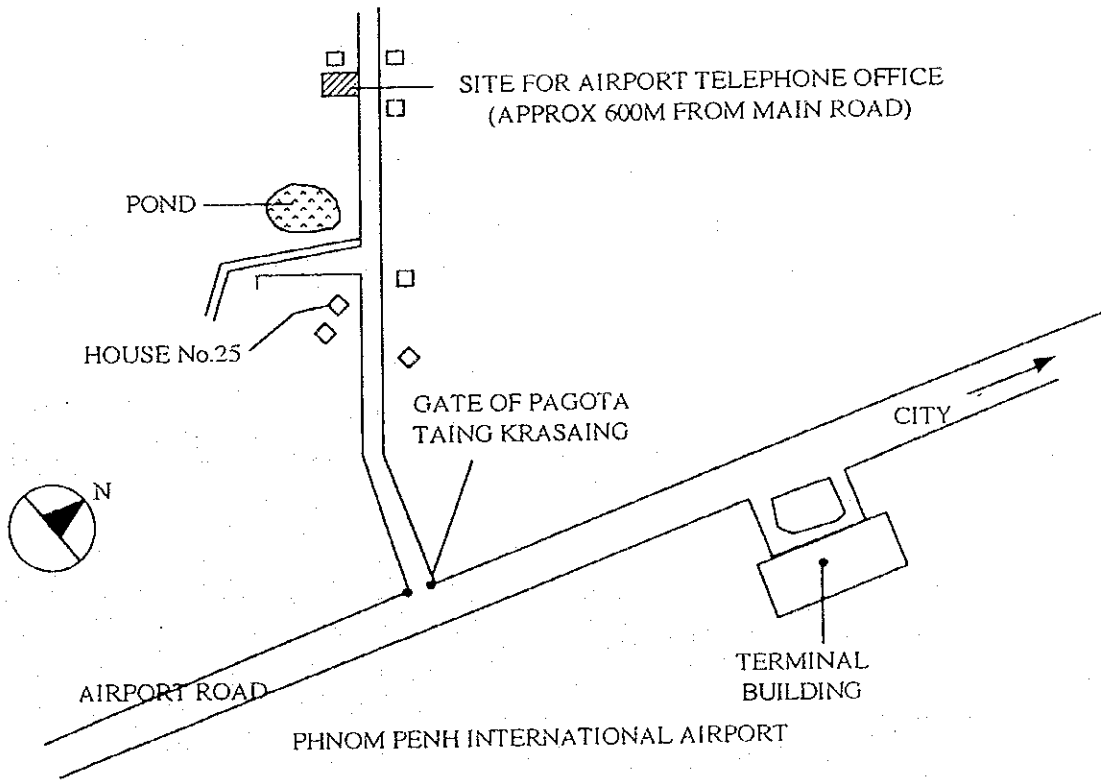 SITE FOR AIRPORT TELEPHONE OFFICE
(APPROX 600M FROM MAIN ROAD)
POND
HOUSE No.25
GATE OF PAGOTA
TAING KRASAING
CITY
N
TERMINAL
BUILDING
AIRPORT ROAD
PHNOM PENH INTERNATIONAL AIRPORT